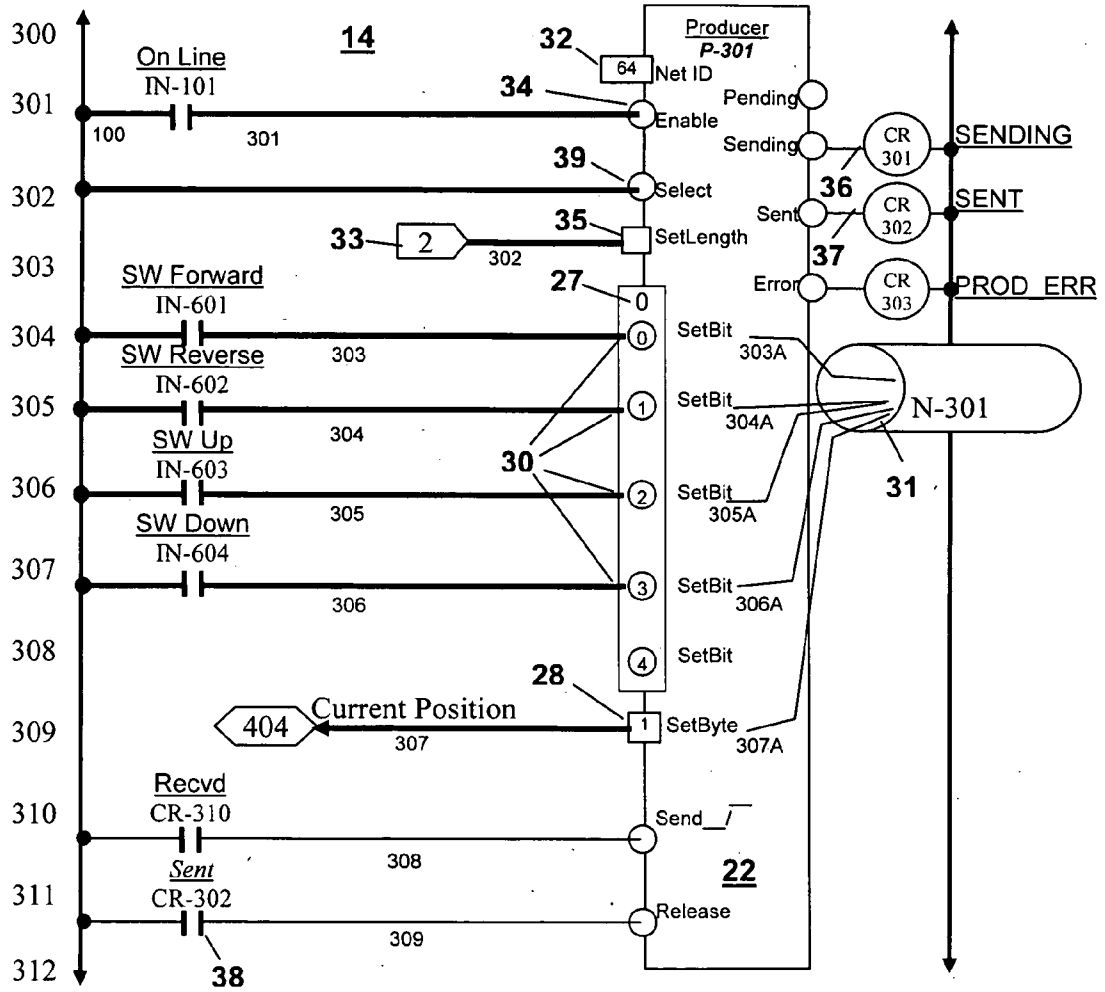 300
14
Producer
P-301
32
64
Net ID
On Line
IN-101
34
Pending
301
Enable
100
301
Sending
CR
301
SENDING
39
36
302
Select
Sent
CR
302
SENT
33
2
302
35
SetLength
37
303
SW Forward
IN-601
27
0
Error
CR
303
PROD_ERR
304
303
0
SetBit
303A
SW Reverse
IN-602
305
304
1
SetBit
304A
N-301
SW Up
IN-603
30
31
306
305
2
SetBit
305A
SW Down
IN-604
307
306
3
SetBit
306A
308
4
SetBit
28
309
404
Current Position
307
1
SetByte
307A
Recvd
CR-310
310
308
Send
22
Sent
CR-302
311
309
Release
38
312